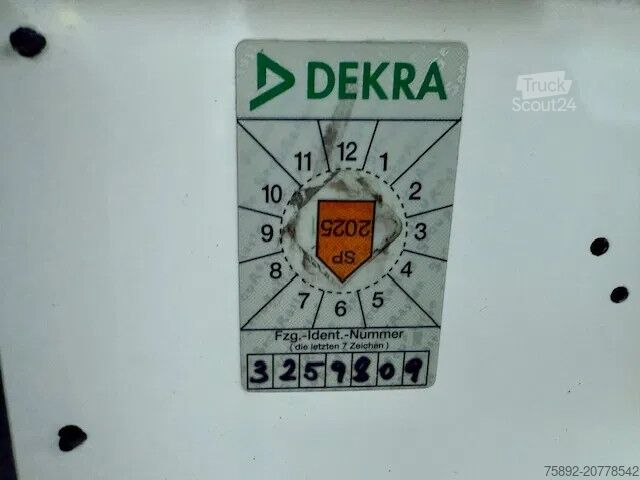 DEKRA
Truck
Scout24
11 12 1
10 2
9 3
8 4
7 6 5
SP
2025
Fzg.-Ident.-Nummer
(die letzten 7 Zeichen)
3259809
75892-20778542